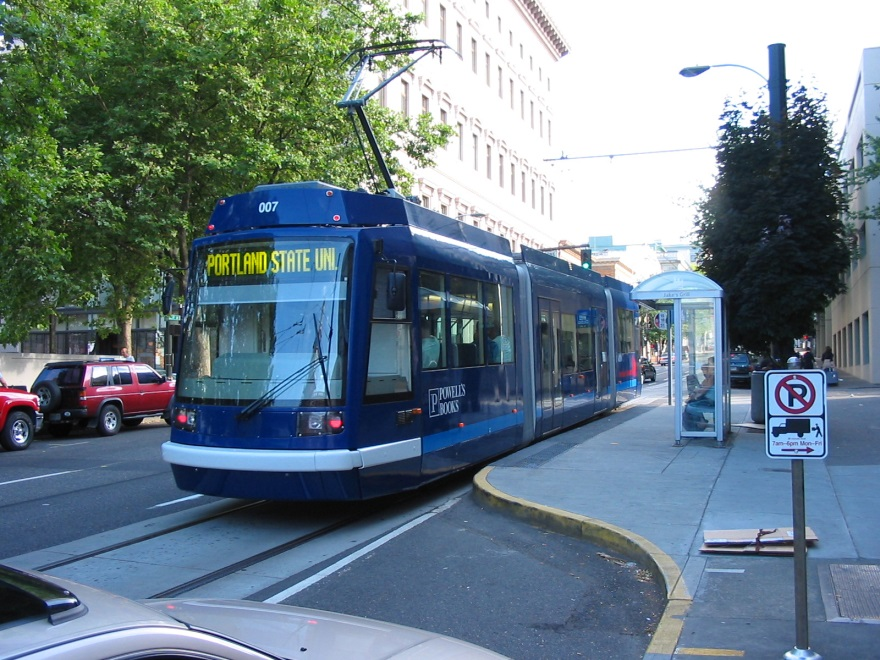 007
PORTLAND STATE UNI.
P POWELL'S
BOOKS
P
7am-6pm Mon-Fri